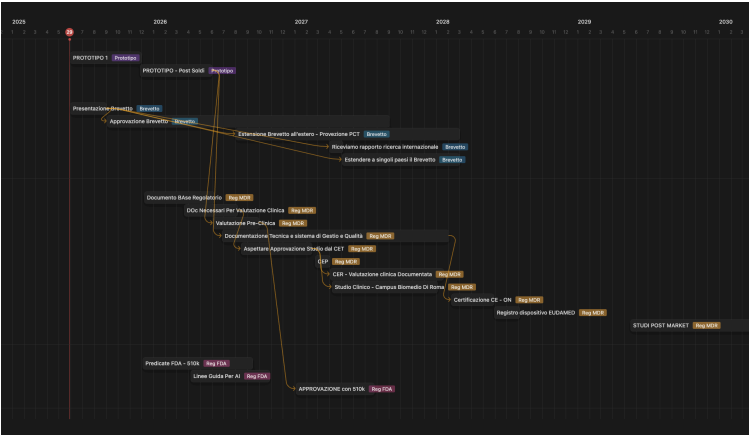 2025 2026 2027 2028 2029 2030
29
PROTOTIPO 1 Prototipo
PROTOTIPO - Post Soldi Prototipo
Presentazione Brevetto Brevetto
Approvazione Brevetto Brevetto
Estensione Brevetto all'estero - Provezione PCT Brevetto
Riceviamo rapporto ricerca internazionale Brevetto
Estendere a singoli paesi il Brevetto Brevetto
Documento BAse Regolatorio Reg MDR
DOc Necessari Per Valutazione Clinica Reg MDR
Valutazione Pre-Clinica Reg MDR
Documentazione Tecnica e sistema di Gestio e Qualità Reg MDR
Aspettare Approvazione Studio dal CET Reg MDR
CEP Reg MDR
CER - Valutazione clinica Documentata Reg MDR
Studio Clinico - Campus Biomedio Di Roma Reg MDR
Certificazione CE - ON Reg MDR
Registro dispositivo EUDAMED Reg MDR
STUDI POST MARKET Reg MDR
Predicate FDA - 510k Reg FDA
Linee Guida Per AI Reg FDA
APPROVAZIONE con 510k Reg FDA